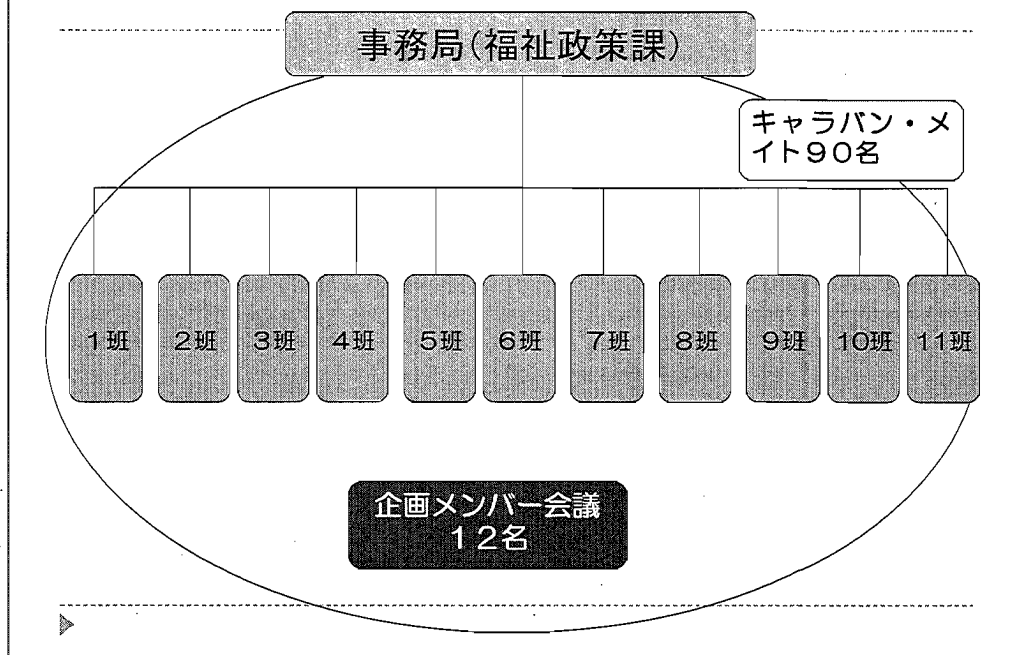 事務局(福祉政策課)
キャラバン・メ
イト90名
1班 2班 3班 4班 5班 6班 7班 8班 9班 10班 11班
企画メンバー会議
12名